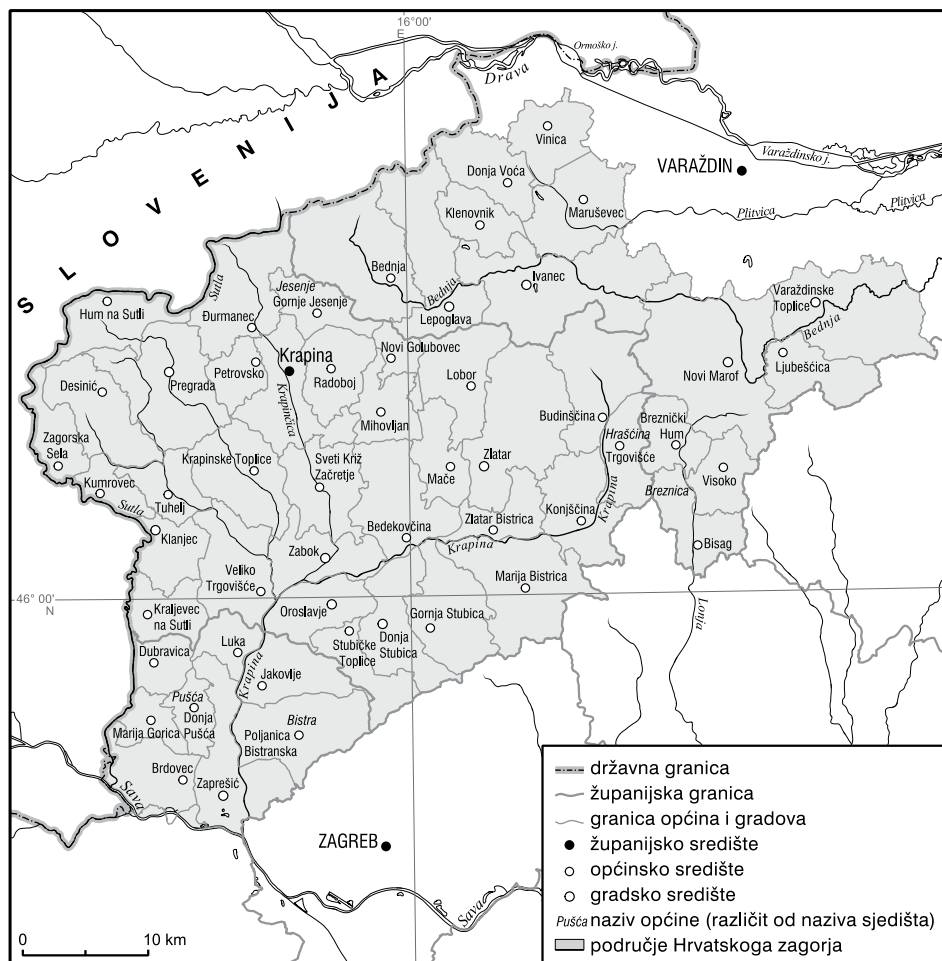 16°00'
Ormoško j.
Drava
SLOVENIJA
Vinica
VARAŽDIN
Varaždinsko j.
Donja Voća
Plitvica
Maruševec
Plitvica
Klenovnik
Bednja
Ivanec
Sutla
Jesenje
Gornje Jesenje
Bednja
Varaždinske
Toplice
Hum na Sutli
Lepoglava
Bednja
Đurmanec
Krapina
Novi Golubovec
Ljubešćica
Petrovsko
Radoboj
Lobor
Novi Marof
Desinić
Pregrada
Krapinčica
Mihovljan
Budinščina
Breznički
Hum
Hrašćina
Trgovišće
Zagorska
Sela
Krapinske Toplice
Sveti Križ
Začretje
Zlatar
Mače
Visoko
Kumrovec
Breznica
Tuhelj
Sutla
Krapina
Konjščina
Zlatar Bistrica
Klanjec
Bedekovčina
Krapina
Bisag
Zabok
Veliko
Trgovišće
Marija Bistrica
46° 00'
N
Oroslavje
Lonja
Kraljevec
na Sutli
Gornja Stubica
Stubičke
Toplice
Donja
Stubica
Luka
Dubravica
Krapina
Jakovlje
Pušća
Donja
Pušća
Marija Gorica
Bistra
Poljanica
Bistranska
Brdovec
Zaprešić
Sava
ZAGREB
Sava
0 10 km
državna granica
županijska granica
granica općina i gradova
županijsko središte
općinsko središte
gradsko središte
Pušća naziv općine (različit od naziva sjedišta)
područje Hrvatskoga zagorja